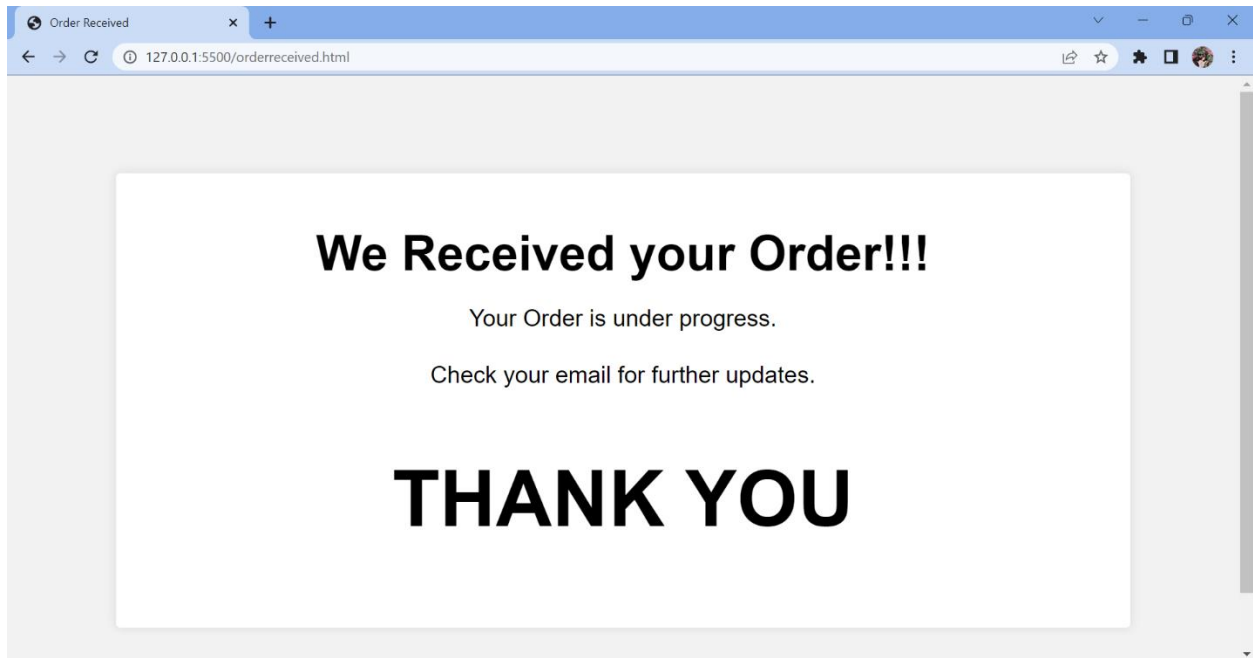 Order Received
127.0.0.1:5500/orderreceived.html
We Received your Order!!!
Your Order is under progress.
Check your email for further updates.
THANK YOU